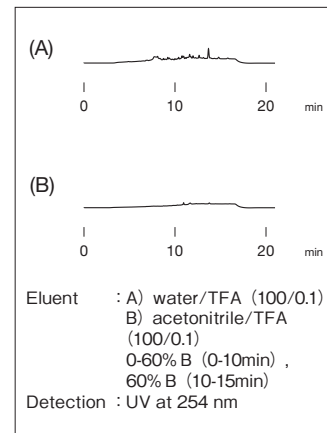 (A)
0 10 20 min
(B)
0 10 20 min
Eluent : A) water/TFA (100/0.1)
B) acetonitrile/TFA
(100/0.1)
0-60% B (0-10min) ,
60% B (10-15min)
Detection : UV at 254 nm